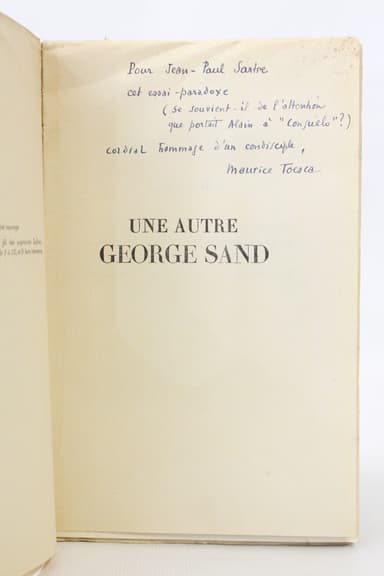 Pour Jean-Paul Sartre
cet essai-paradoxe
(se souvient-il de l'attention
que portait Alain à "Consuelo"?)
cordial hommage d'un condisciple,
Maurice Toesca
UNE AUTRE
GEORGE SAND